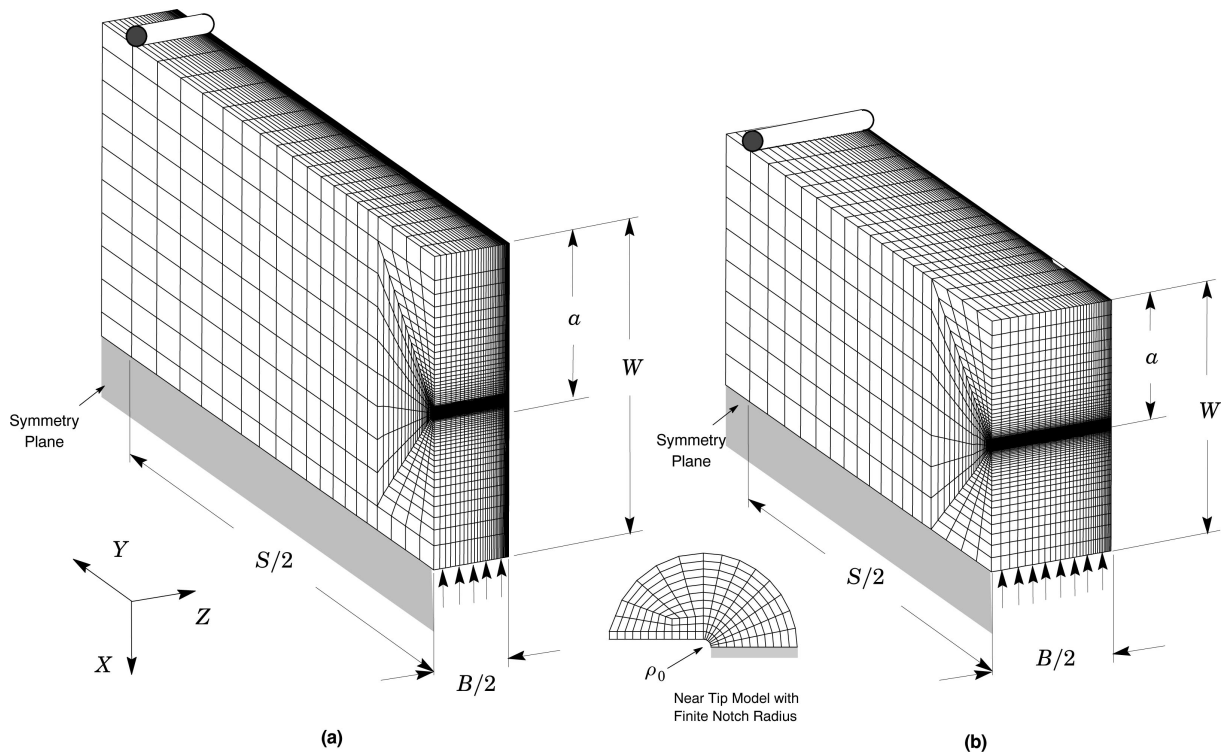 a
W
Symmetry
Plane
S/2
Y
Z
X
B/2
(a)
ρ₀
Near Tip Model with
Finite Notch Radius
a
W
Symmetry
Plane
S/2
B/2
(b)